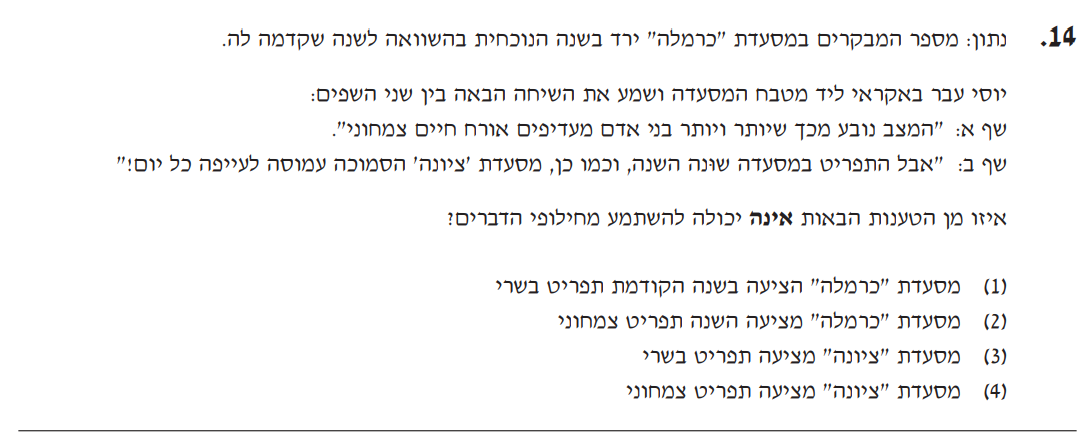 14. נתון: מספר המבקרים במסעדת "כרמלה" ירד בשנה הנוכחית בהשוואה לשנה שקדמה לה.
יוסי עבר באקראי ליד מטבח המסעדה ושמע את השיחה הבאה בין שני השפים:
שף א: "המצב נובע מכך שיותר ויותר בני אדם מעדיפים אורח חיים צמחוני".
שף ב: "אבל התפריט במסעדה שוּנה השנה, וכמו כן, מסעדת 'ציונה' הסמוכה עמוסה לעייפה כל יום!"
איזו מן הטענות הבאות אינה יכולה להשתמע מחילופי הדברים?
(1) מסעדת "כרמלה" הציעה בשנה הקודמת תפריט בשרי
(2) מסעדת "כרמלה" מציעה השנה תפריט צמחוני
(3) מסעדת "ציונה" מציעה תפריט בשרי
(4) מסעדת "ציונה" מציעה תפריט צמחוני